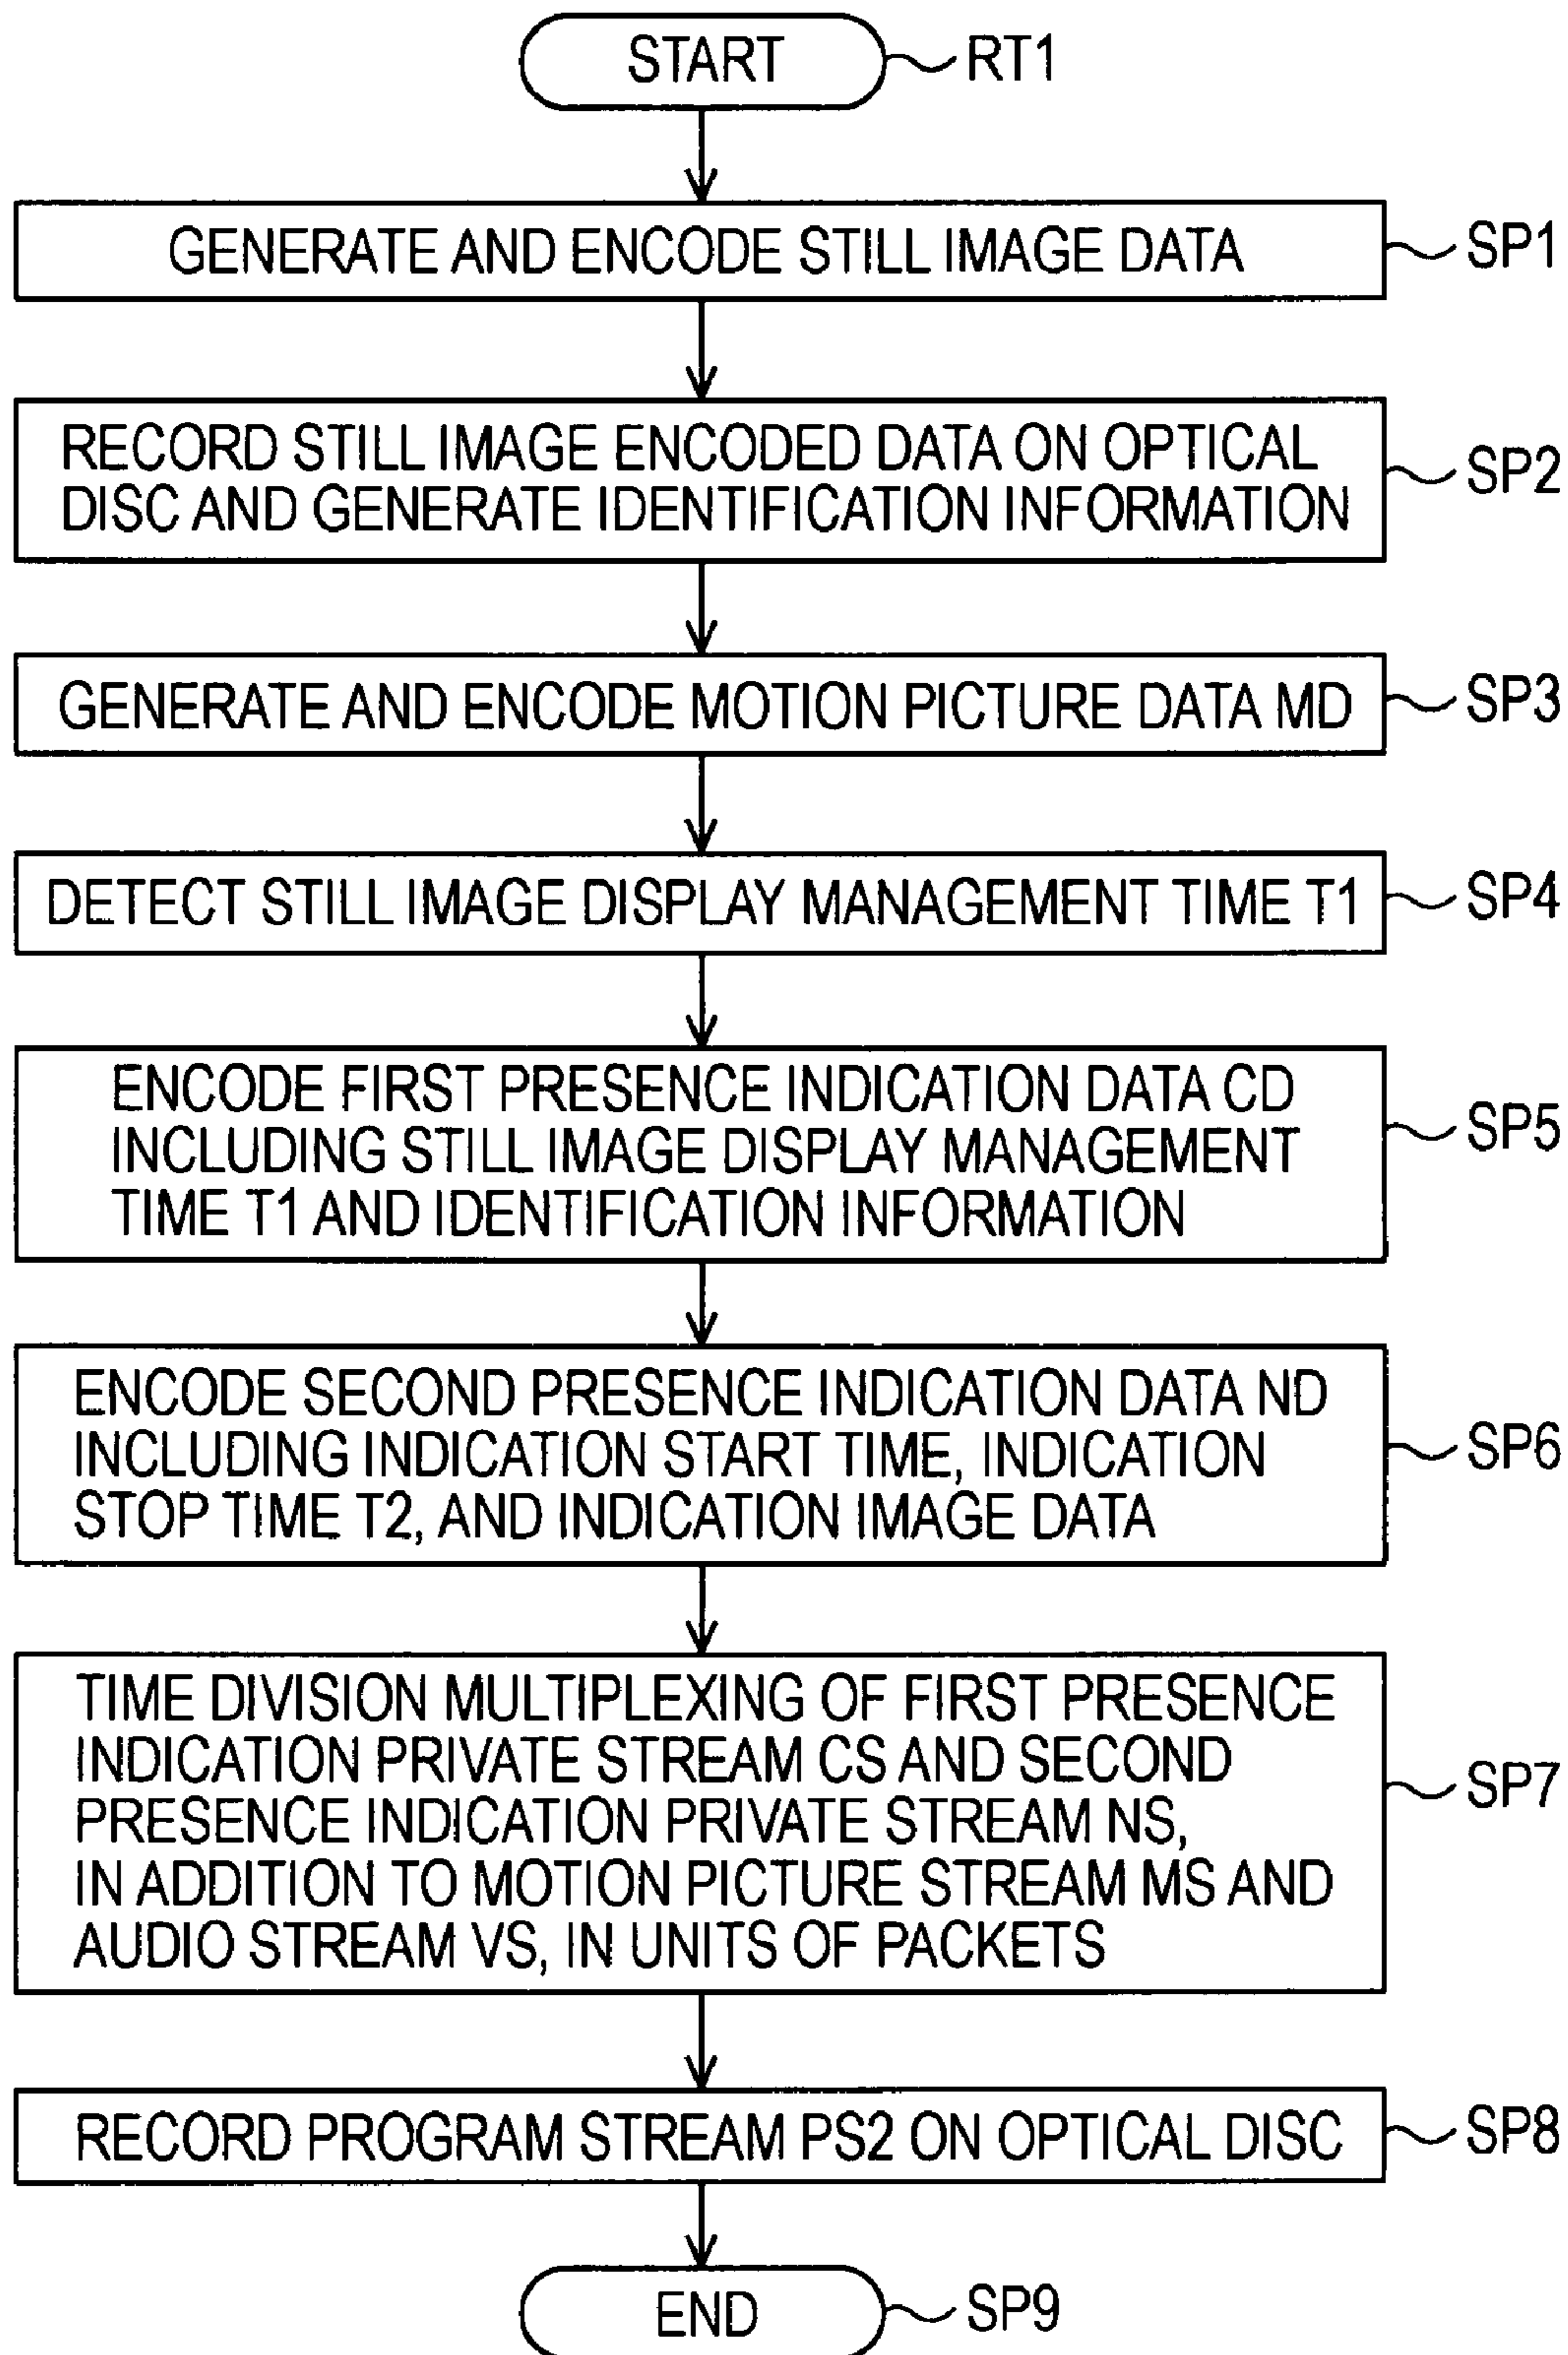 START
RT1
GENERATE AND ENCODE STILL IMAGE DATA
SP1
RECORD STILL IMAGE ENCODED DATA ON OPTICAL
DISC AND GENERATE IDENTIFICATION INFORMATION
SP2
GENERATE AND ENCODE MOTION PICTURE DATA MD
SP3
DETECT STILL IMAGE DISPLAY MANAGEMENT TIME T1
SP4
ENCODE FIRST PRESENCE INDICATION DATA CD
INCLUDING STILL IMAGE DISPLAY MANAGEMENT
TIME T1 AND IDENTIFICATION INFORMATION
SP5
ENCODE SECOND PRESENCE INDICATION DATA ND
INCLUDING INDICATION START TIME, INDICATION
STOP TIME T2, AND INDICATION IMAGE DATA
SP6
TIME DIVISION MULTIPLEXING OF FIRST PRESENCE
INDICATION PRIVATE STREAM CS AND SECOND
PRESENCE INDICATION PRIVATE STREAM NS,
IN ADDITION TO MOTION PICTURE STREAM MS AND
AUDIO STREAM VS, IN UNITS OF PACKETS
SP7
RECORD PROGRAM STREAM PS2 ON OPTICAL DISC
SP8
END
SP9